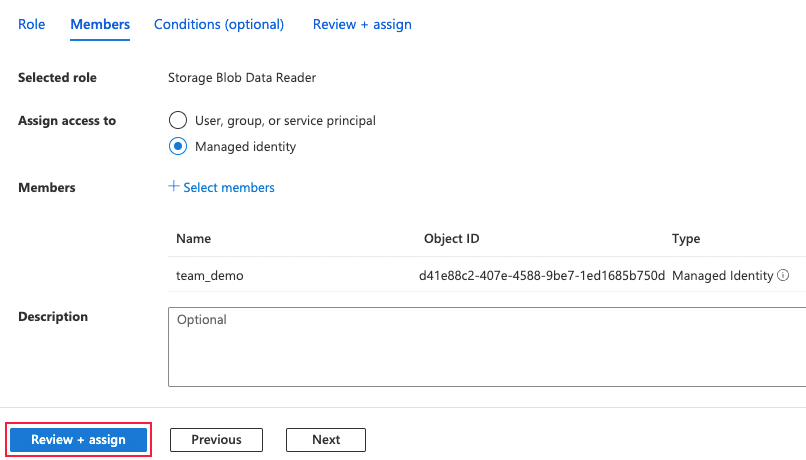 Role Members Conditions (optional) Review + assign
Selected role Storage Blob Data Reader
Assign access to User, group, or service principal
Managed identity
Members + Select members
Name Object ID Type
team_demo d41e88c2-407e-4588-9be7-1ed1685b750d Managed Identity
Description Optional
Review + assign Previous Next